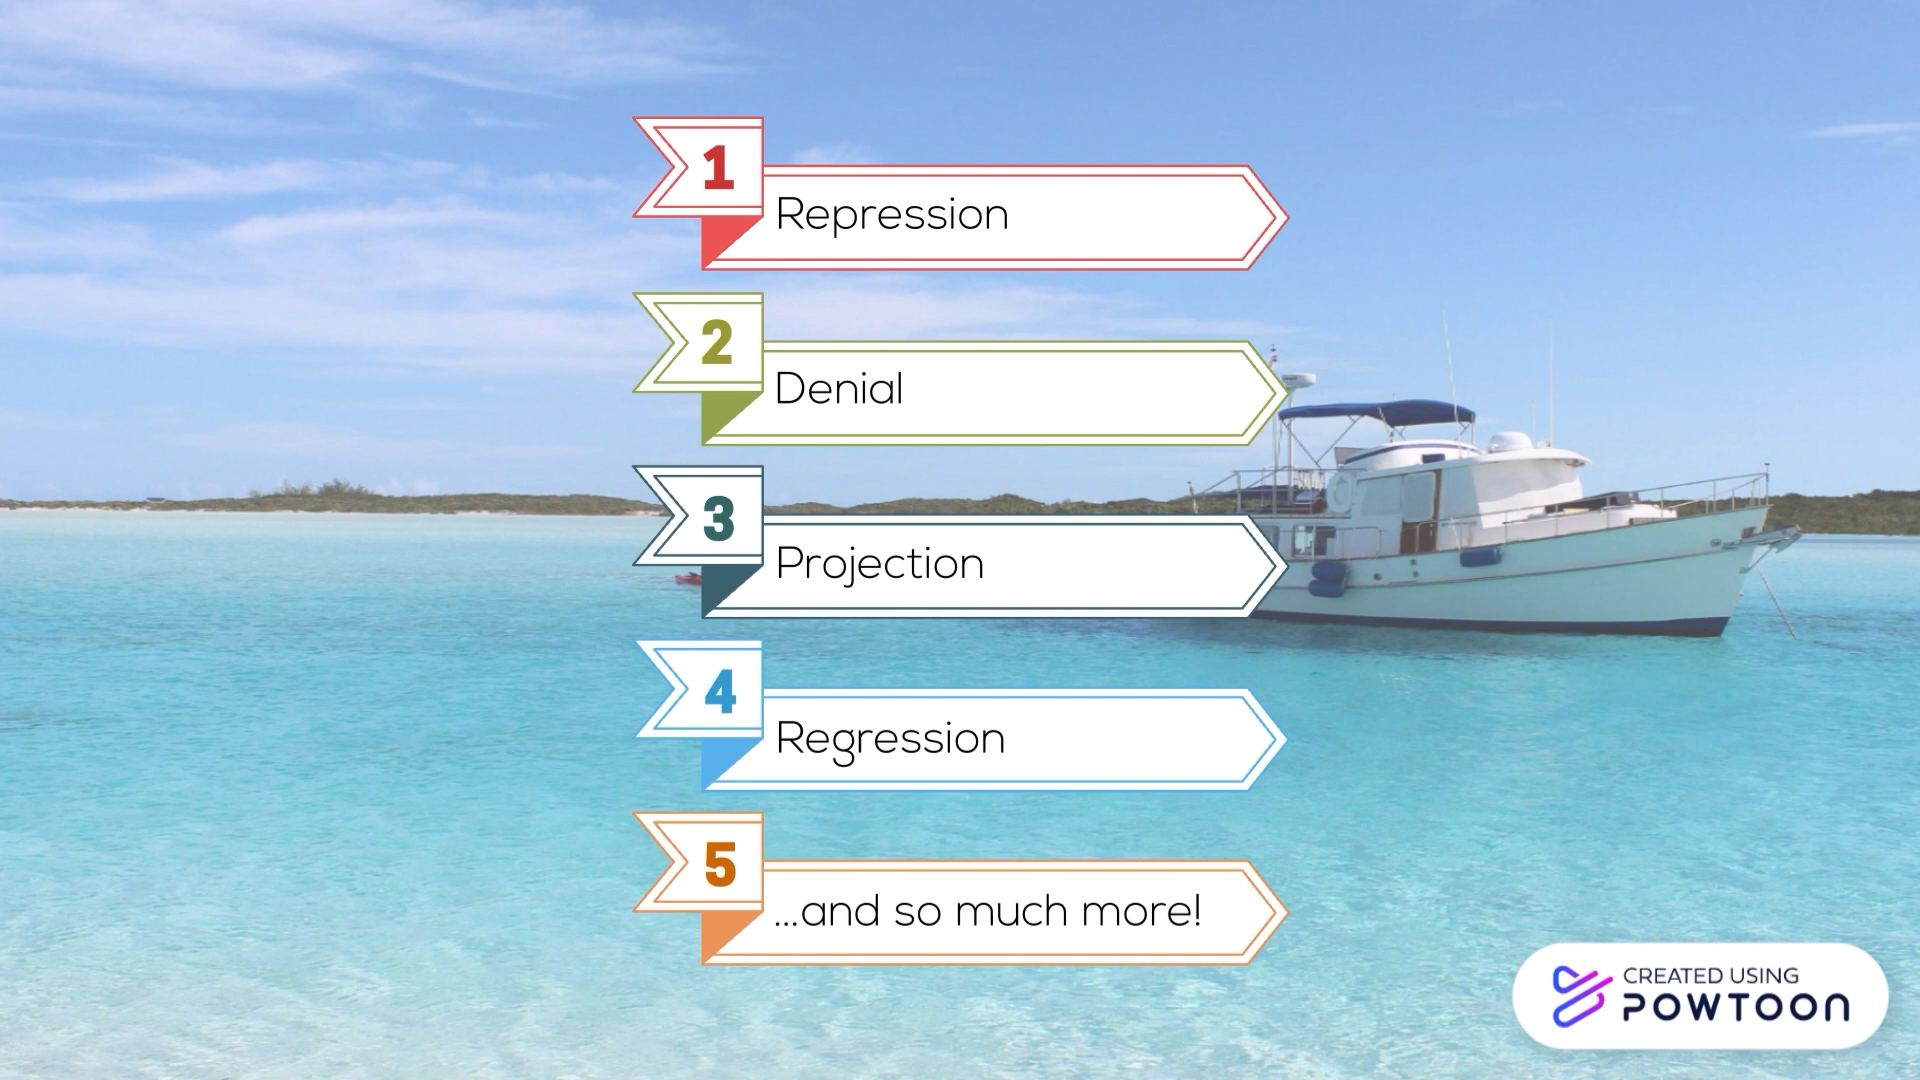 1
Repression
2
Denial
3
Projection
4
Regression
5
...and so much more!
CREATED USING
POWTOON